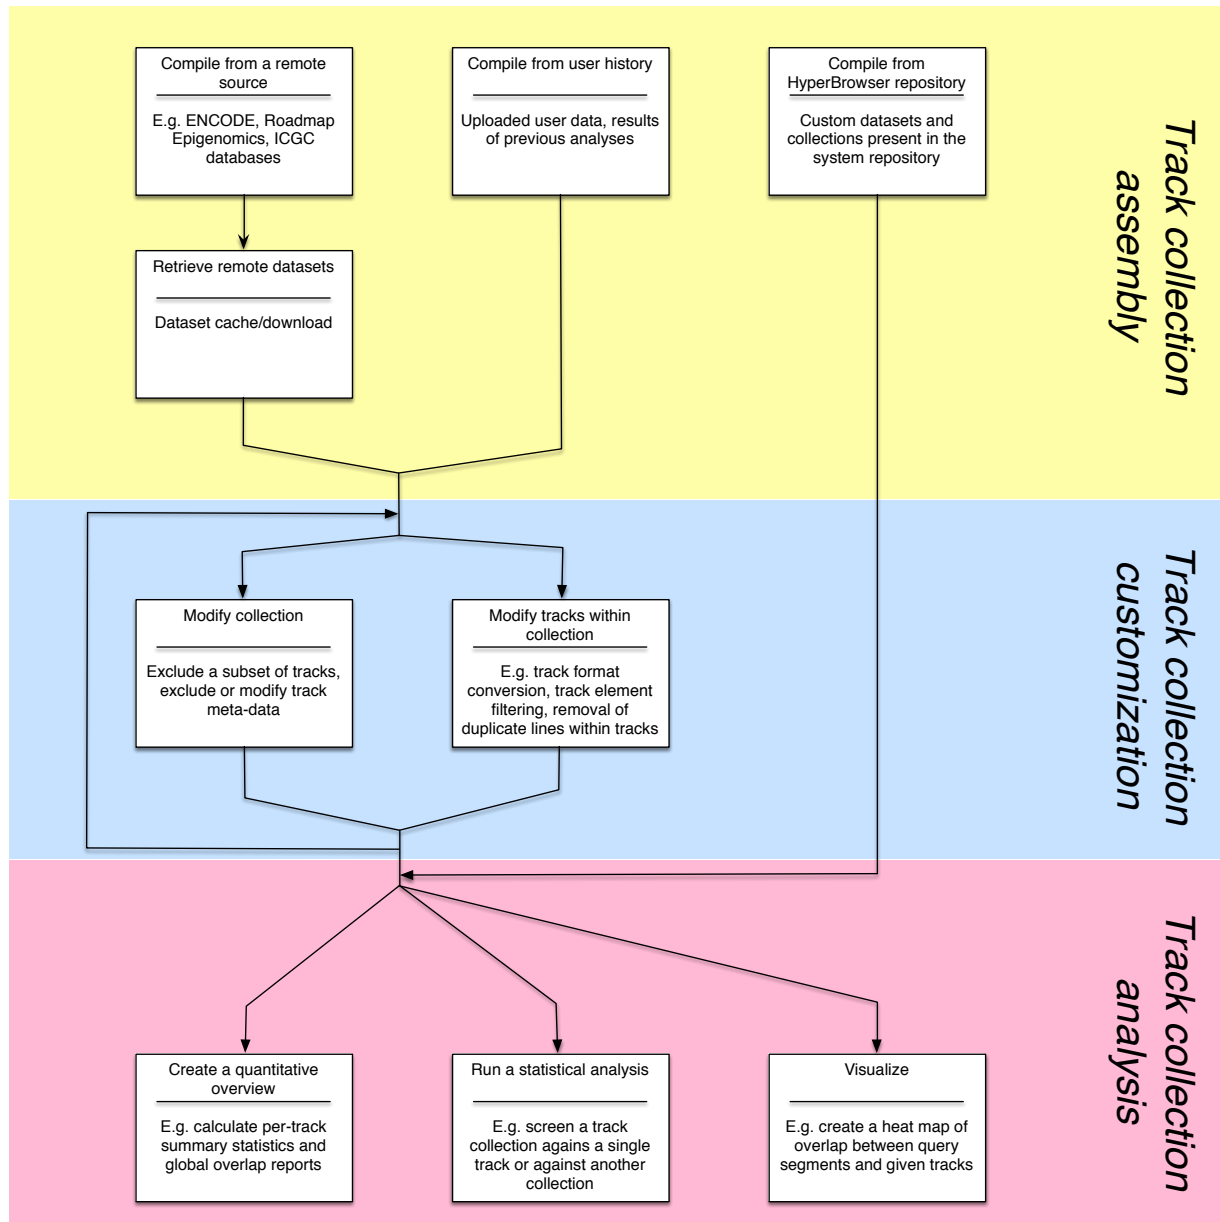 Compile from a remote
source
E.g. ENCODE, Roadmap
Epigenomics, ICGC
databases
Compile from user history
Uploaded user data, results
of previous analyses
Compile from
HyperBrowser repository
Custom datasets and
collections present in the
system repository
Retrieve remote datasets
Dataset cache/download
Track collection
assembly
Modify collection
Exclude a subset of tracks,
exclude or modify track
meta-data
Modify tracks within
collection
E.g. track format
conversion, track element
filtering, removal of
duplicate lines within tracks
Track collection
customization
Create a quantitative
overview
E.g. calculate per-track
summary statistics and
global overlap reports
Run a statistical analysis
E.g. screen a track
collection agains a single
track or against another
collection
Visualize
E.g. create a heat map of
overlap between query
segments and given tracks
Track collection
analysis